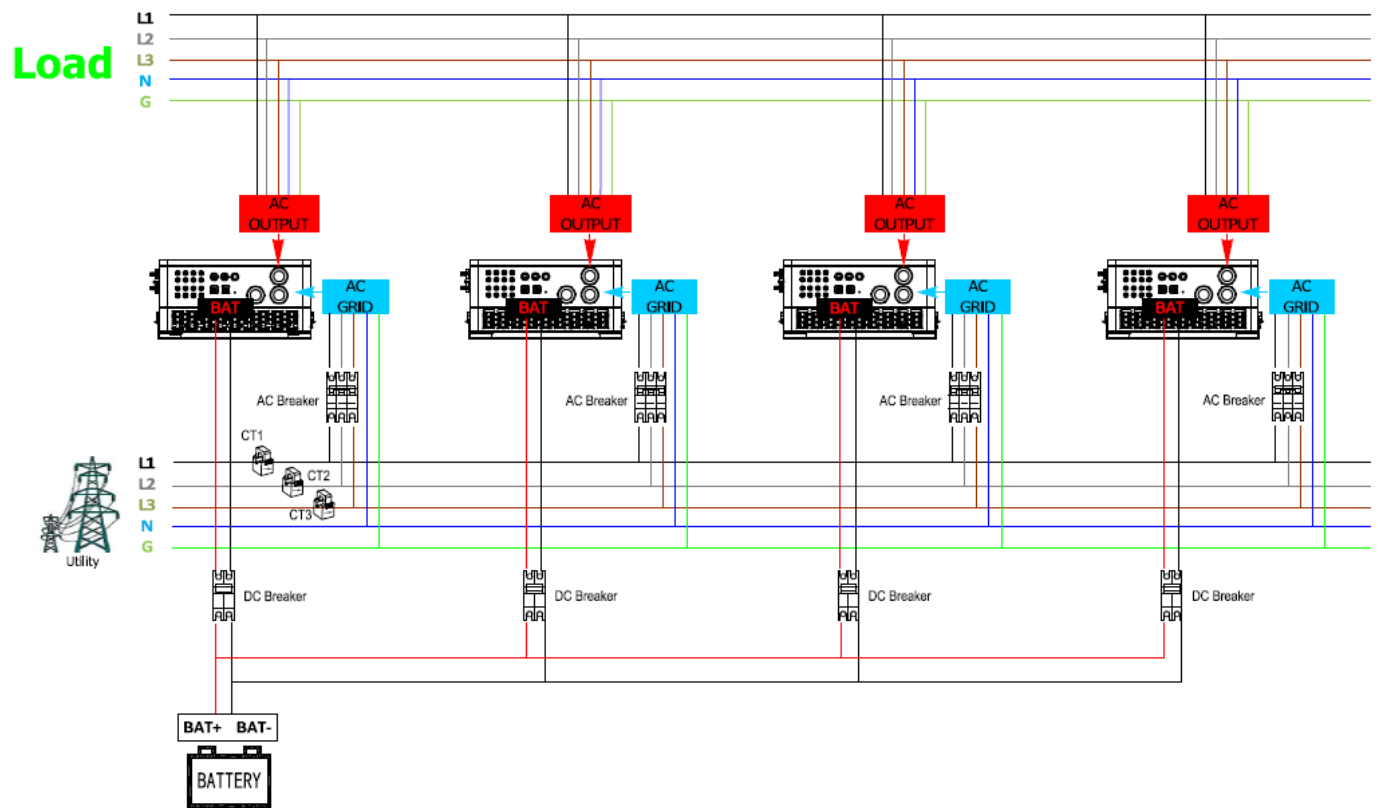 L1
L2
L3
N
G
Load
AC
OUTPUT
AC
OUTPUT
AC
OUTPUT
AC
OUTPUT
AC
GRID
AC
GRID
AC
GRID
AC
GRID
BAT
BAT
BAT
BAT
AC Breaker
AC Breaker
AC Breaker
AC Breaker
CT1
CT2
CT3
L1
L2
L3
N
G
Utility
DC Breaker
DC Breaker
DC Breaker
DC Breaker
BAT+ BAT-
BATTERY